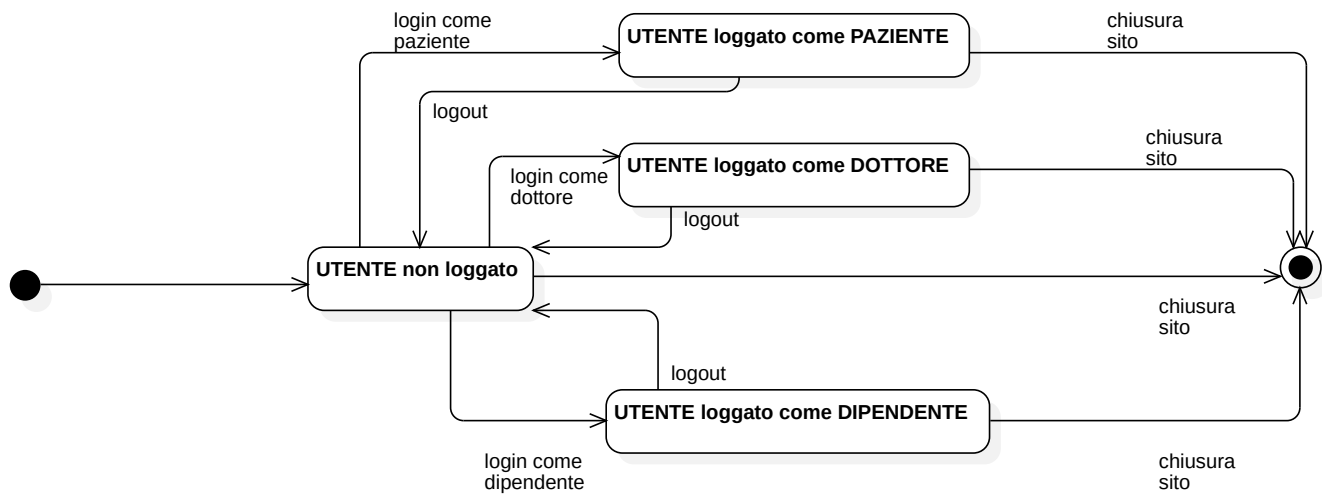 login come
paziente
UTENTE loggato come PAZIENTE
chiusura
sito
logout
chiusura
sito
UTENTE loggato come DOTTORE
login come
dottore
logout
UTENTE non loggato
chiusura
sito
logout
UTENTE loggato come DIPENDENTE
login come
dipendente
chiusura
sito